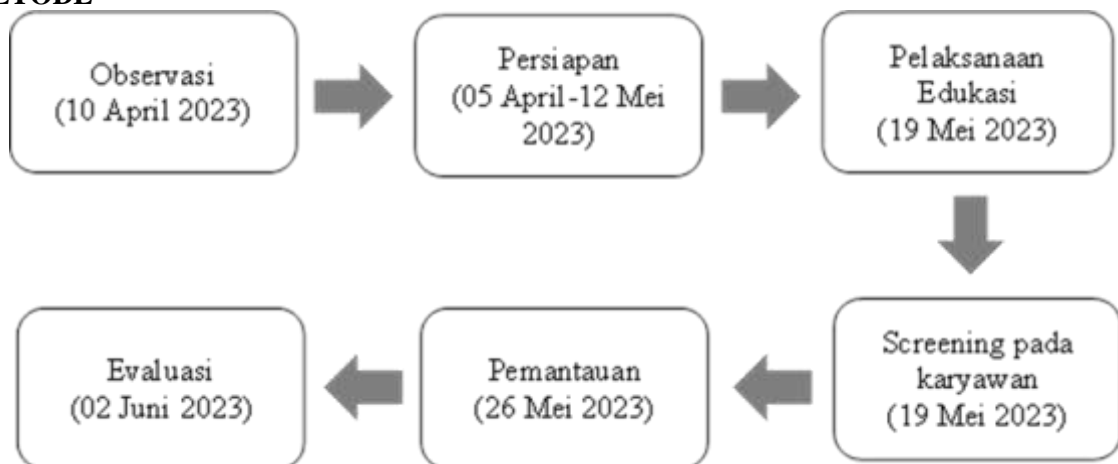 Observasi
(10 April 2023)
Persiapan
(05 April-12 Mei
2023)
Pelaksanaan
Edukasi
(19 Mei 2023)
Screening pada
karyawan
(19 Mei 2023)
Pemantauan
(26 Mei 2023)
Evaluasi
(02 Juni 2023)